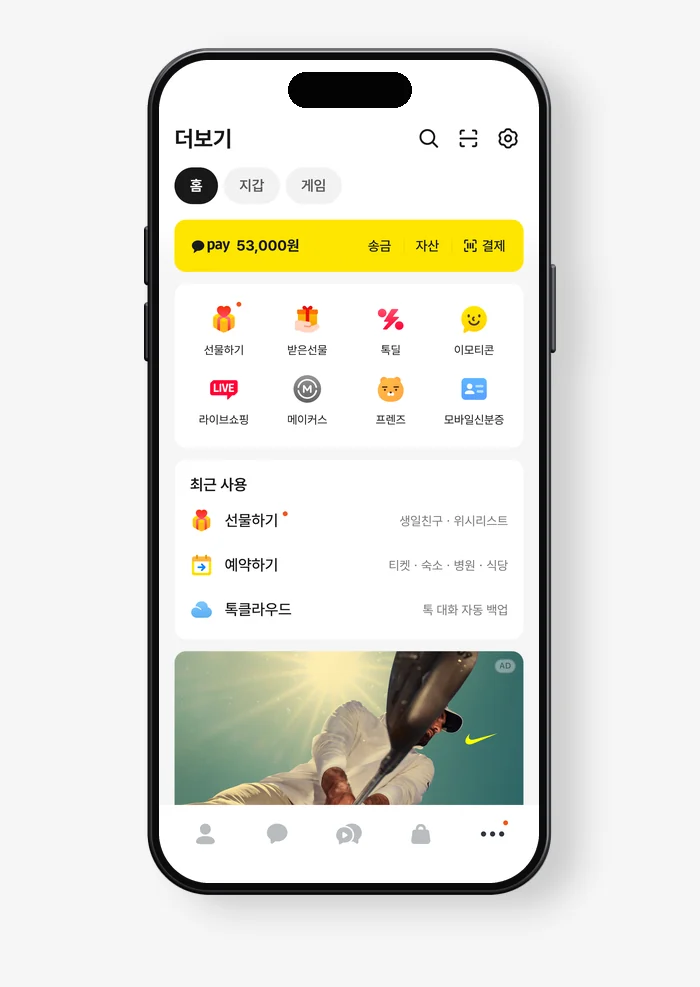 더보기
홈 지갑 게임
pay 53,000원 송금 자산 결제
선물하기 받은선물 톡딜 이모티콘
LIVE M
라이브쇼핑 메이커스 프렌즈 모바일신분증
최근 사용
선물하기 생일친구 · 위시리스트
예약하기 티켓 · 숙소 · 병원 · 식당
톡클라우드 톡 대화 자동 백업
AD